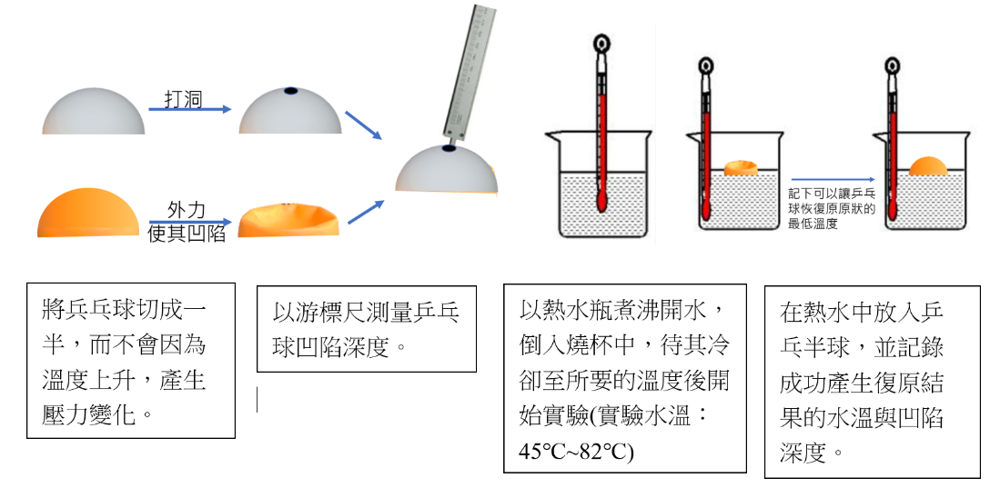 打洞
外力
使其凹陷
記下可以讓乒乓
球恢復原原狀的
最低溫度
將兵乓球切成一
半，而不會因為
溫度上升，產生
壓力變化。
以游標尺測量乒乓
球凹陷深度。
以熱水瓶煮沸開水，
倒入燒杯中，待其冷
卻至所要的溫度後開
始實驗(實驗水溫：
45℃~82℃)
在熱水中放入乒
乓半球，並記錄
成功產生復原結
果的水溫與凹陷
深度。